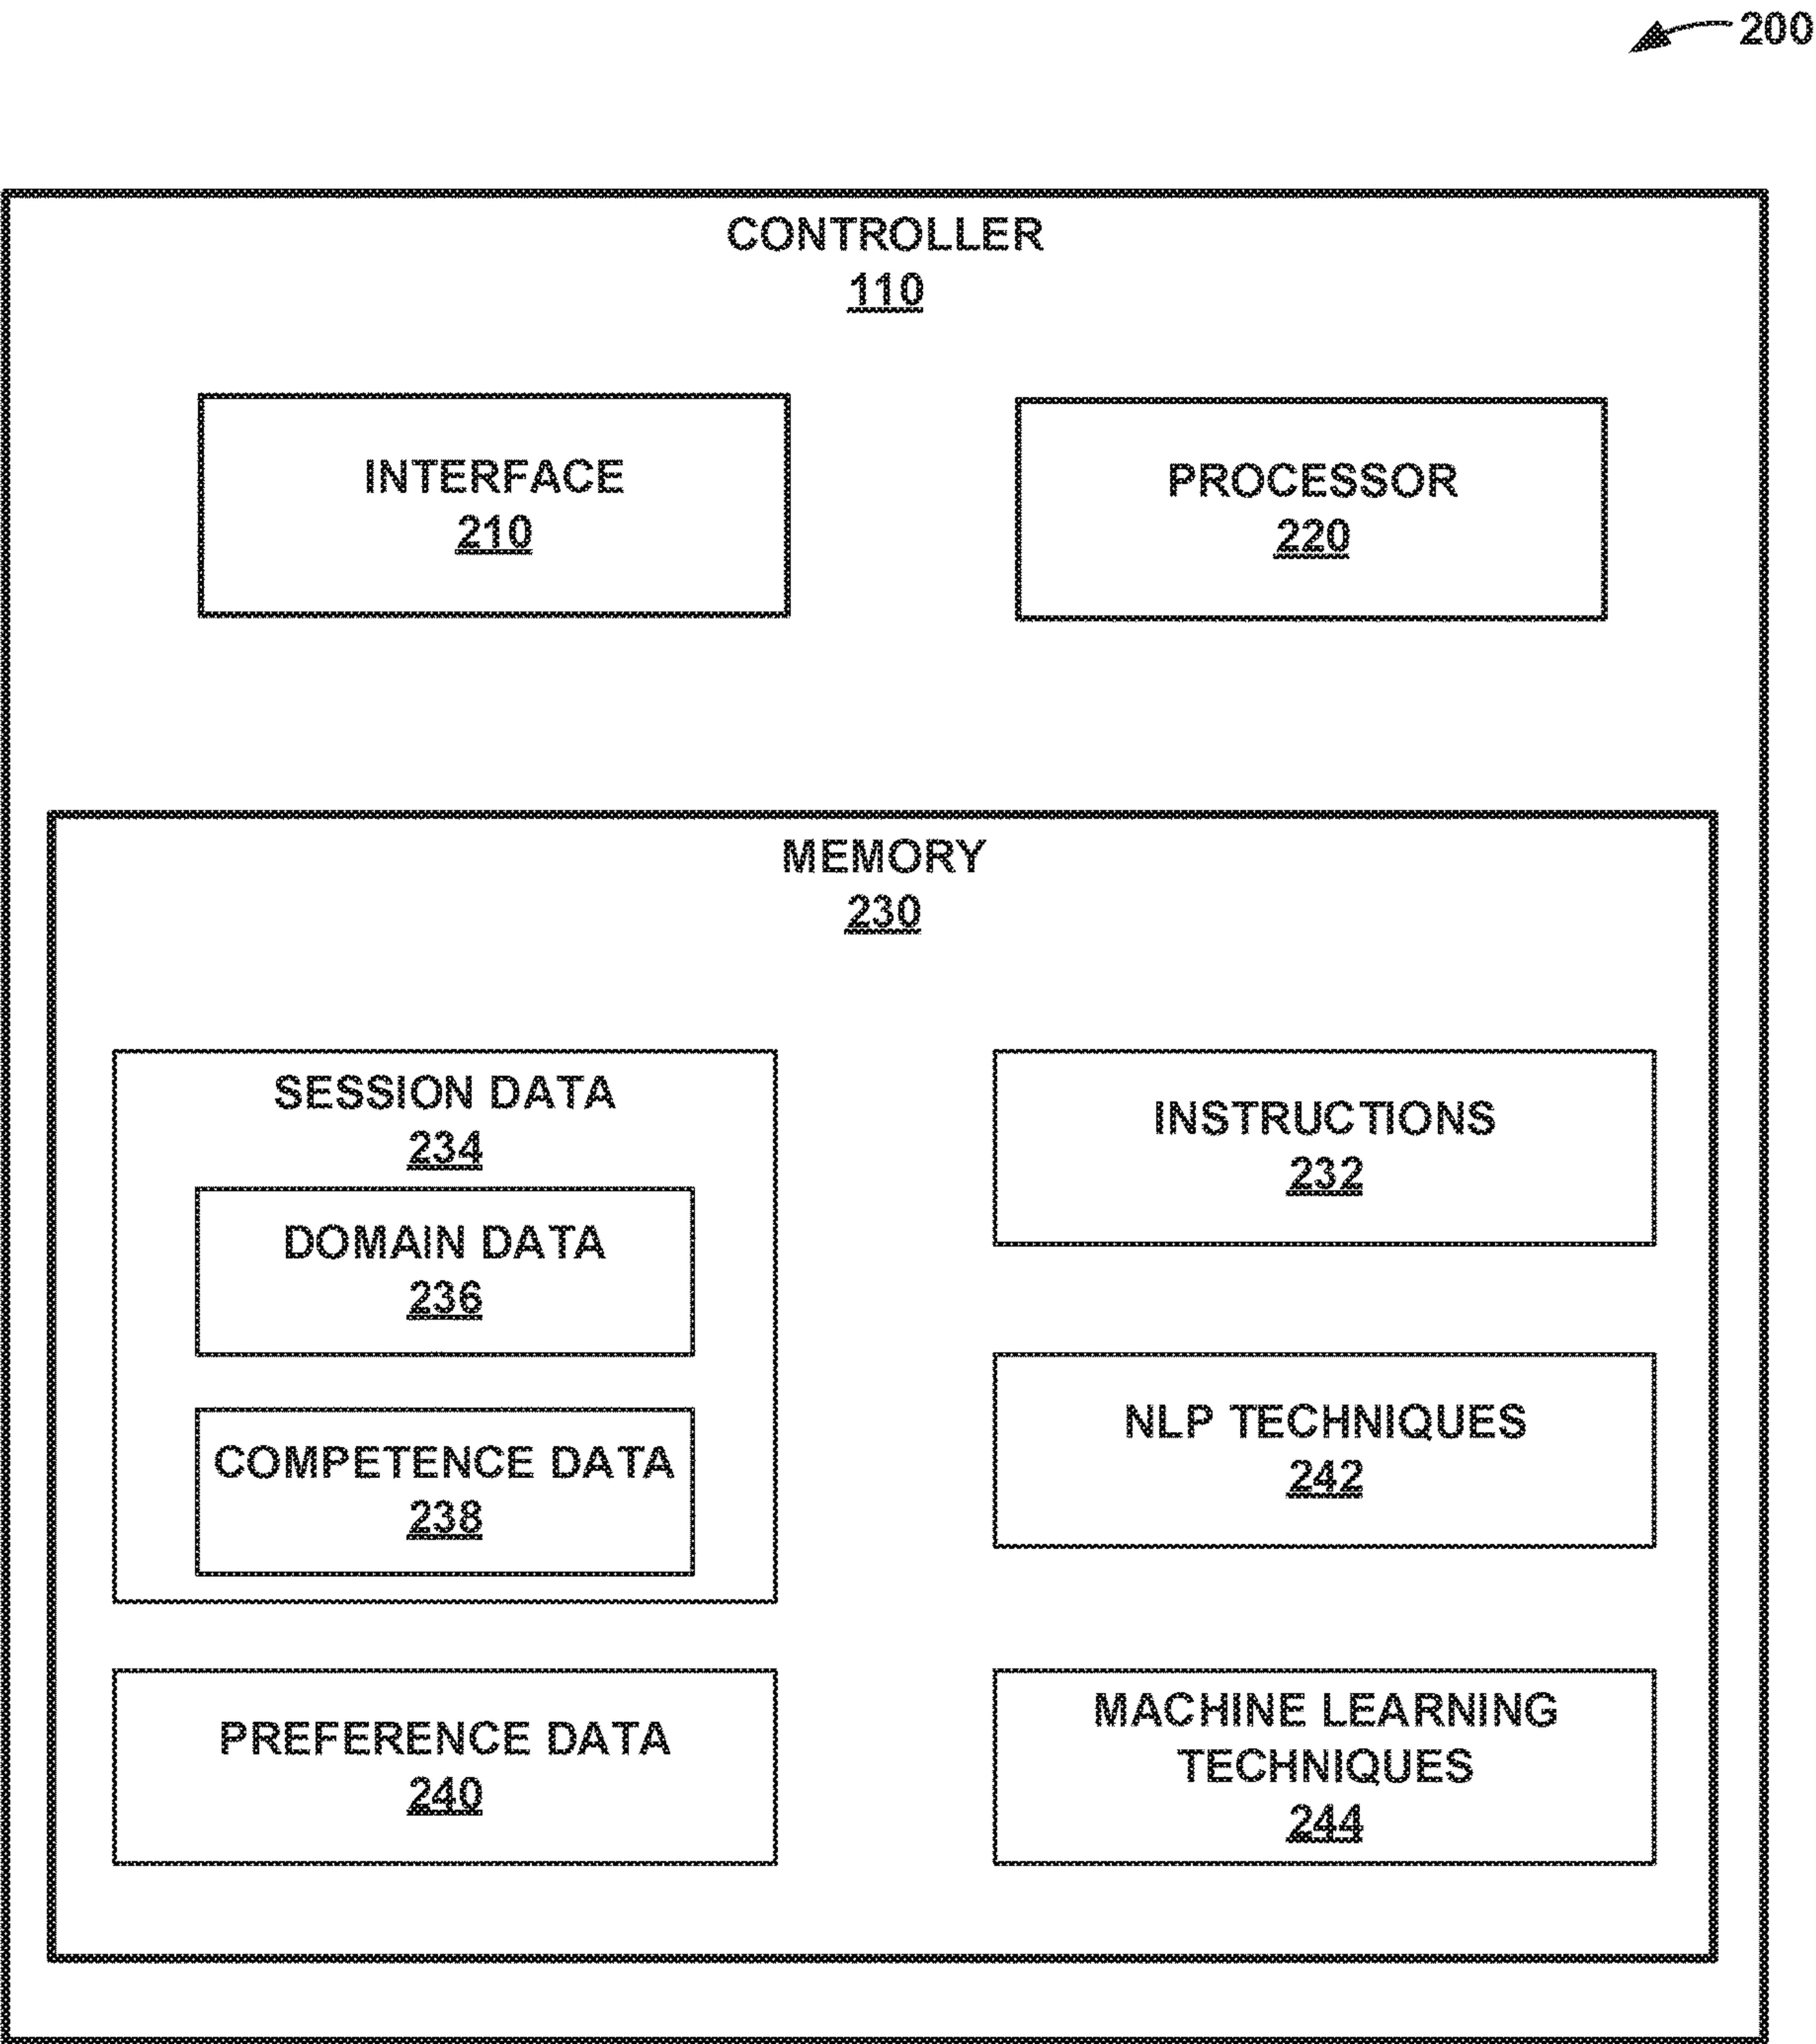 200
CONTROLLER
110
INTERFACE
210
PROCESSOR
220
MEMORY
230
SESSION DATA
234
DOMAIN DATA
236
COMPETENCE DATA
238
PREFERENCE DATA
240
INSTRUCTIONS
232
NLP TECHNIQUES
242
MACHINE LEARNING
TECHNIQUES
244